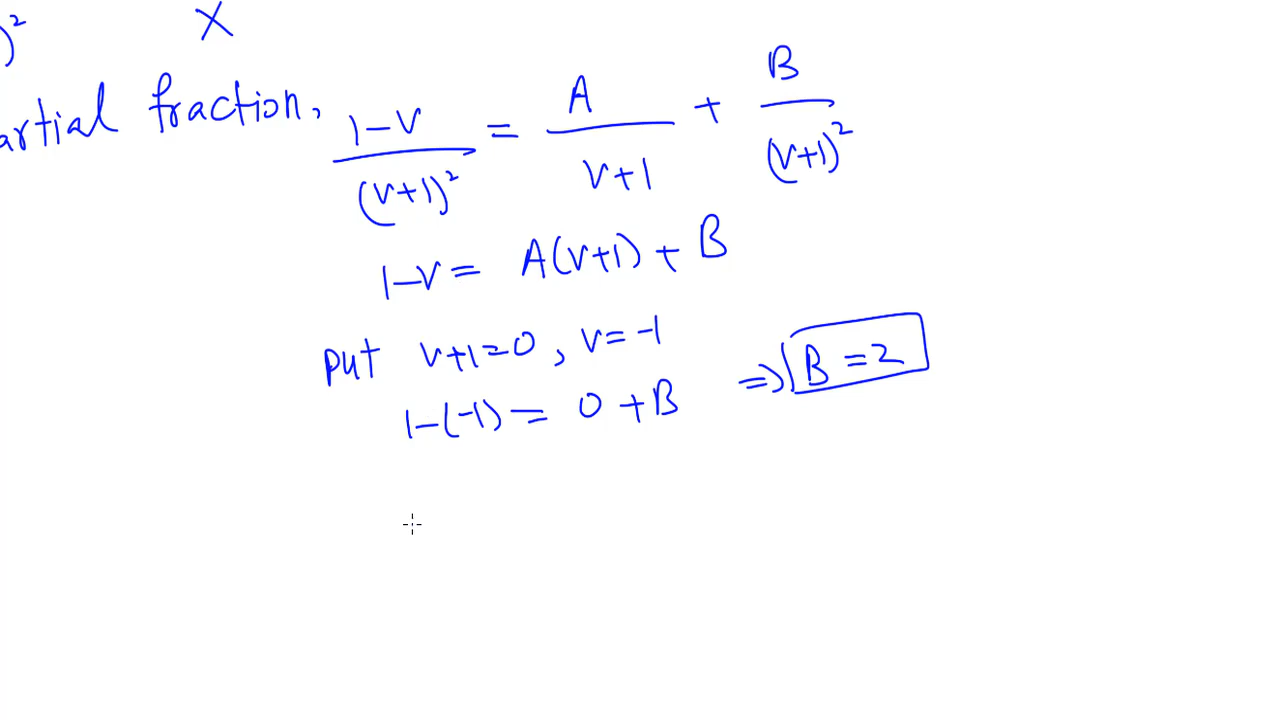 )² X
artial fraction, (1-v)/(v+1)² = A/(v+1) + B/(v+1)²
1-v = A(v+1) + B
put v+1=0, v=-1
1-(-1) = 0+B ⇒ B=2